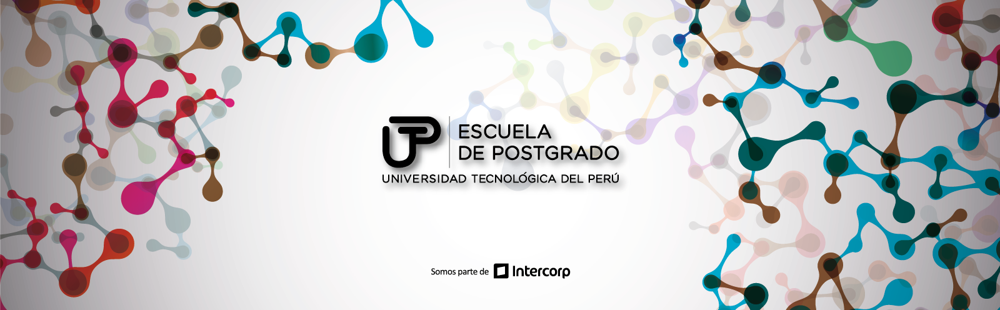 UTP
ESCUELA
DE POSTGRADO
UNIVERSIDAD TECNOLÓGICA DEL PERÚ
Somos parte de Intercorp